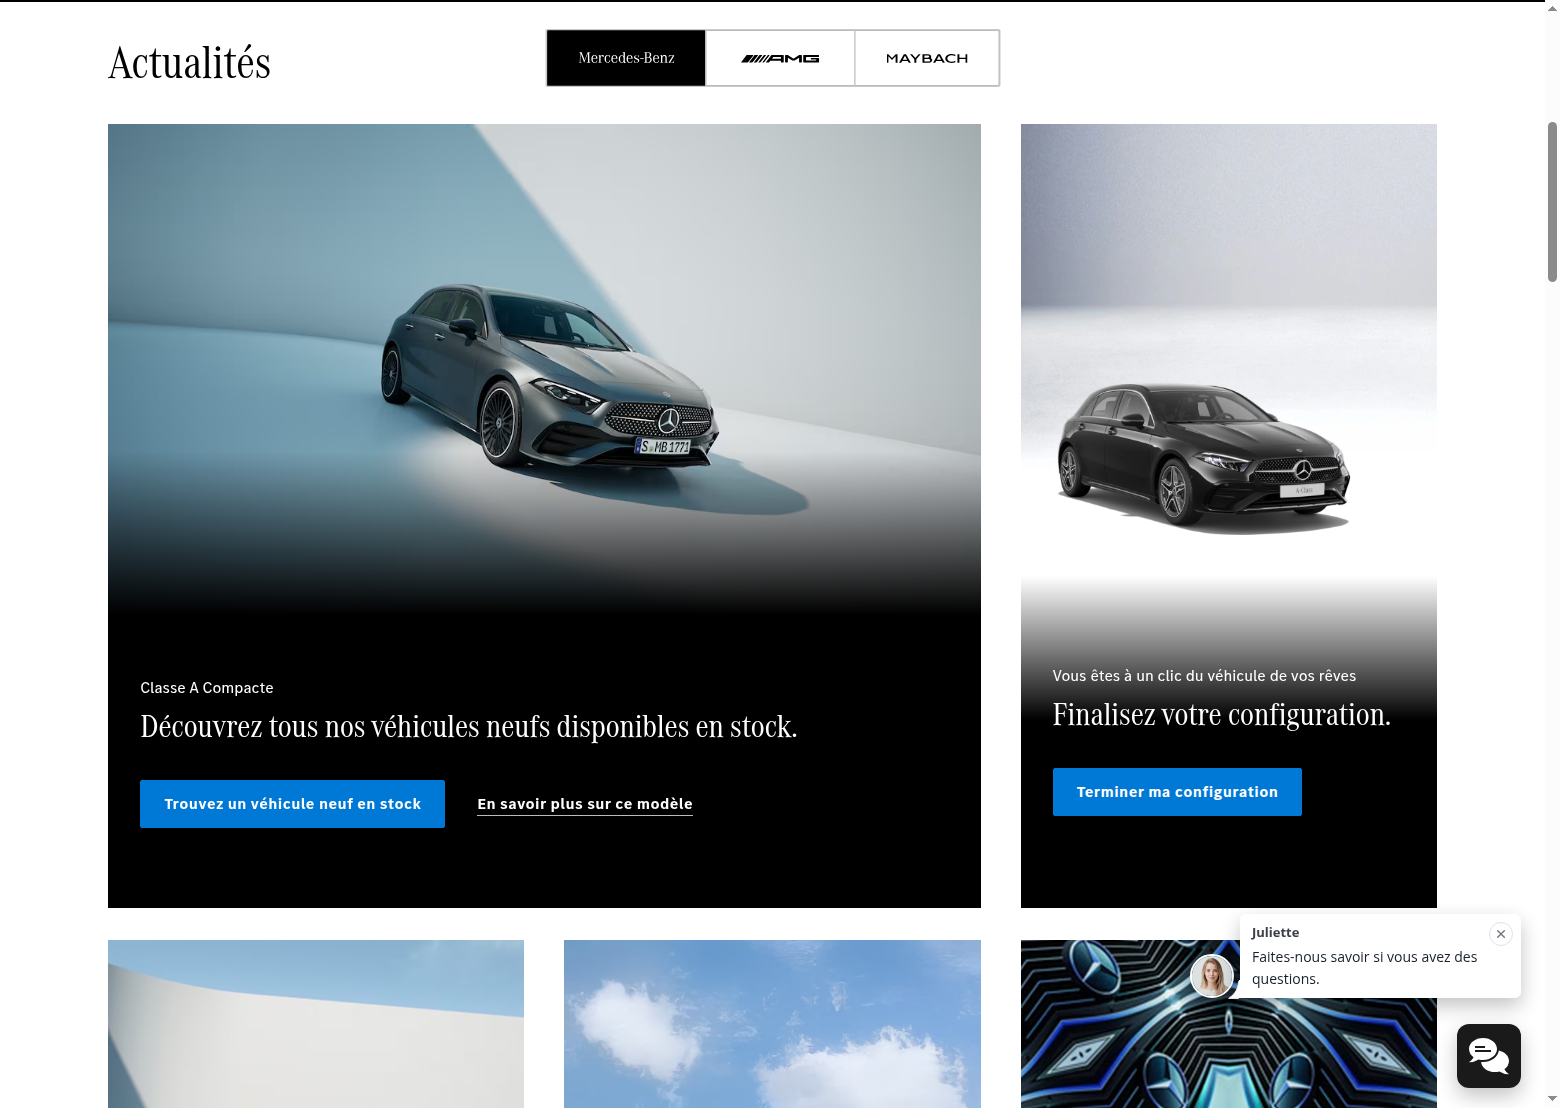 Actualités
Mercedes-Benz
AMG
MAYBACH
S MB 1771
A-Class
Classe A Compacte
Découvrez tous nos véhicules neufs disponibles en stock.
Trouvez un véhicule neuf en stock
En savoir plus sur ce modèle
Vous êtes à un clic du véhicule de vos rêves
Finalisez votre configuration.
Terminer ma configuration
Juliette
Faites-nous savoir si vous avez des
questions.